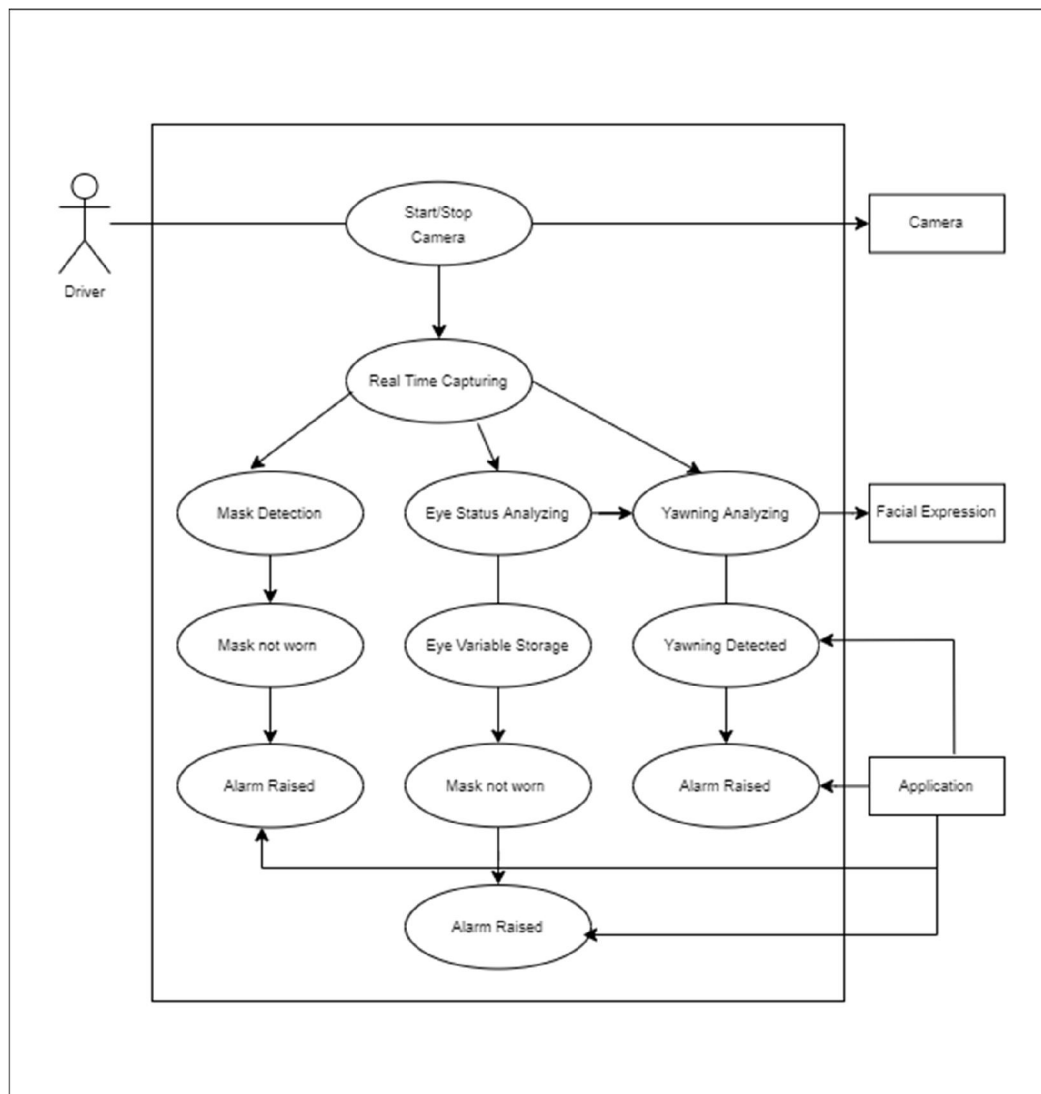 Start/Stop
Camera
Camera
Driver
Real Time Capturing
Mask Detection
Eye Status Analyzing
Yawning Analyzing
Facial Expression
Mask not worn
Eye Variable Storage
Yawning Detected
Alarm Raised
Mask not worn
Alarm Raised
Application
Alarm Raised